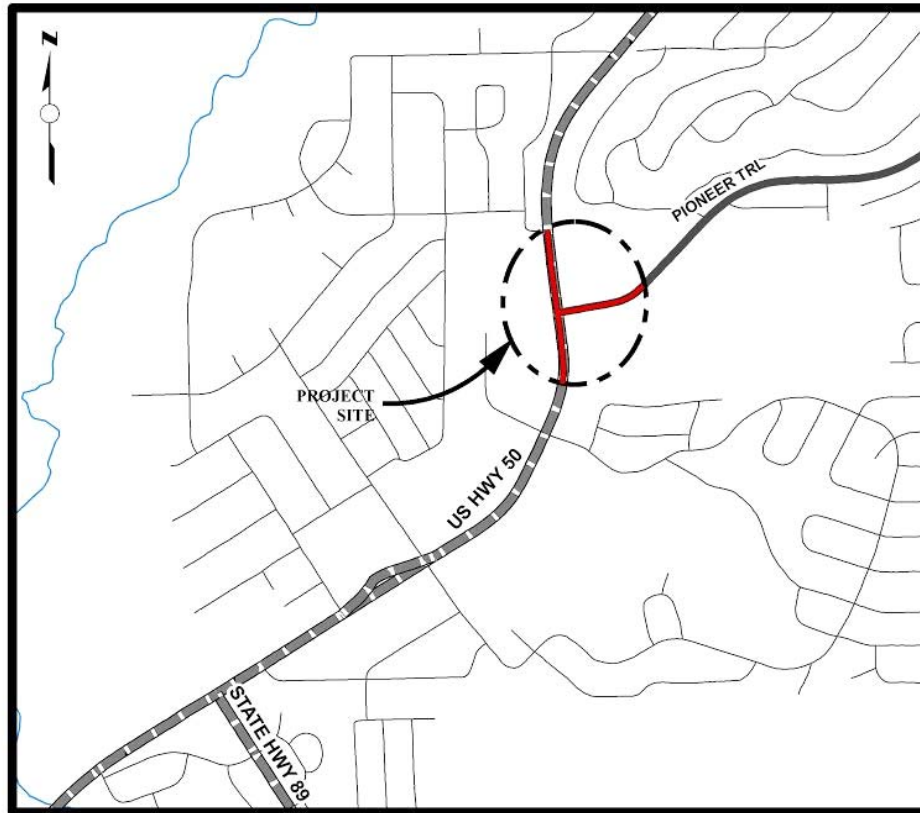 N
PIONEER TRL
PROJECT
SITE
US HWY 50
STATE HWY 89